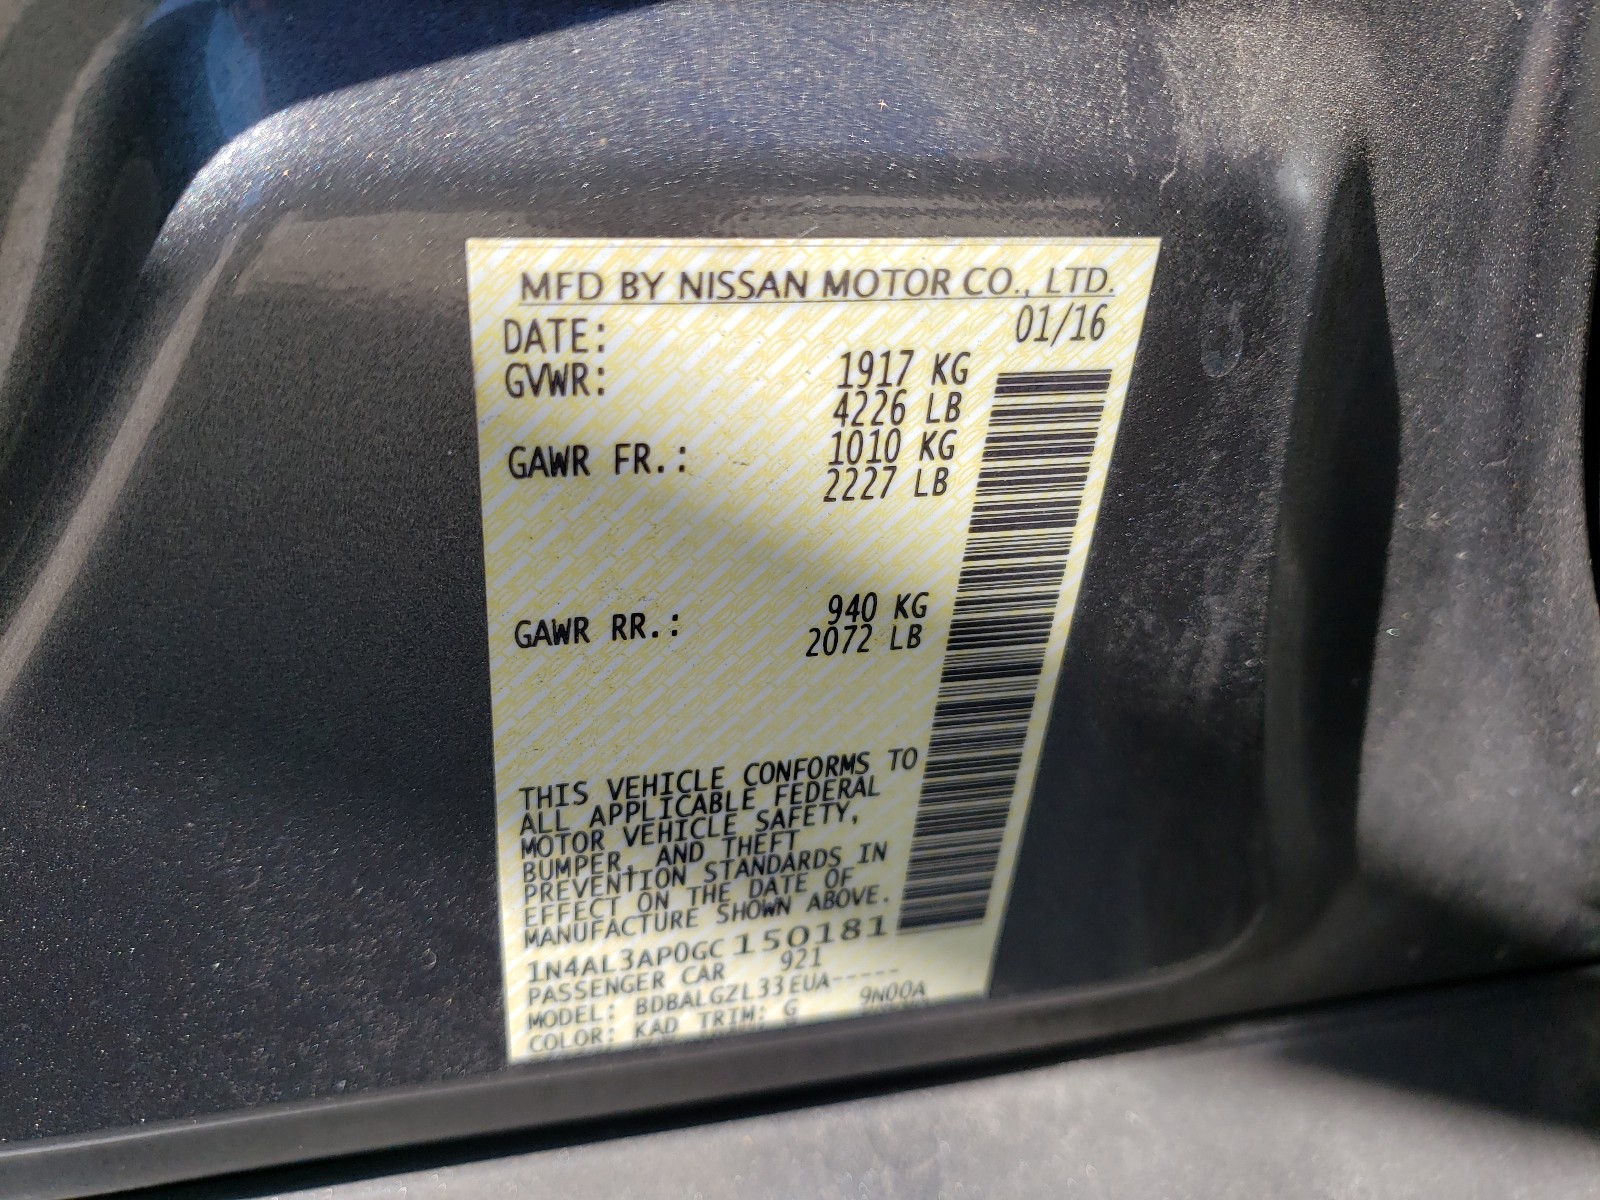 MFD BY NISSAN MOTOR CO., LTD.
DATE: 01/16
GVWR: 1917 KG
4226 LB
GAWR FR.: 1010 KG
2227 LB
GAWR RR.: 940 KG
2072 LB
THIS VEHICLE CONFORMS TO
ALL APPLICABLE FEDERAL
MOTOR VEHICLE SAFETY,
BUMPER, AND THEFT
PREVENTION STANDARDS IN
EFFECT ON THE DATE OF
MANUFACTURE SHOWN ABOVE.
1N4AL3AP0GC150181
PASSENGER CAR 921
MODEL: BDBALGZL33EUA-----
COLOR: KAD TRIM: G 9N00A